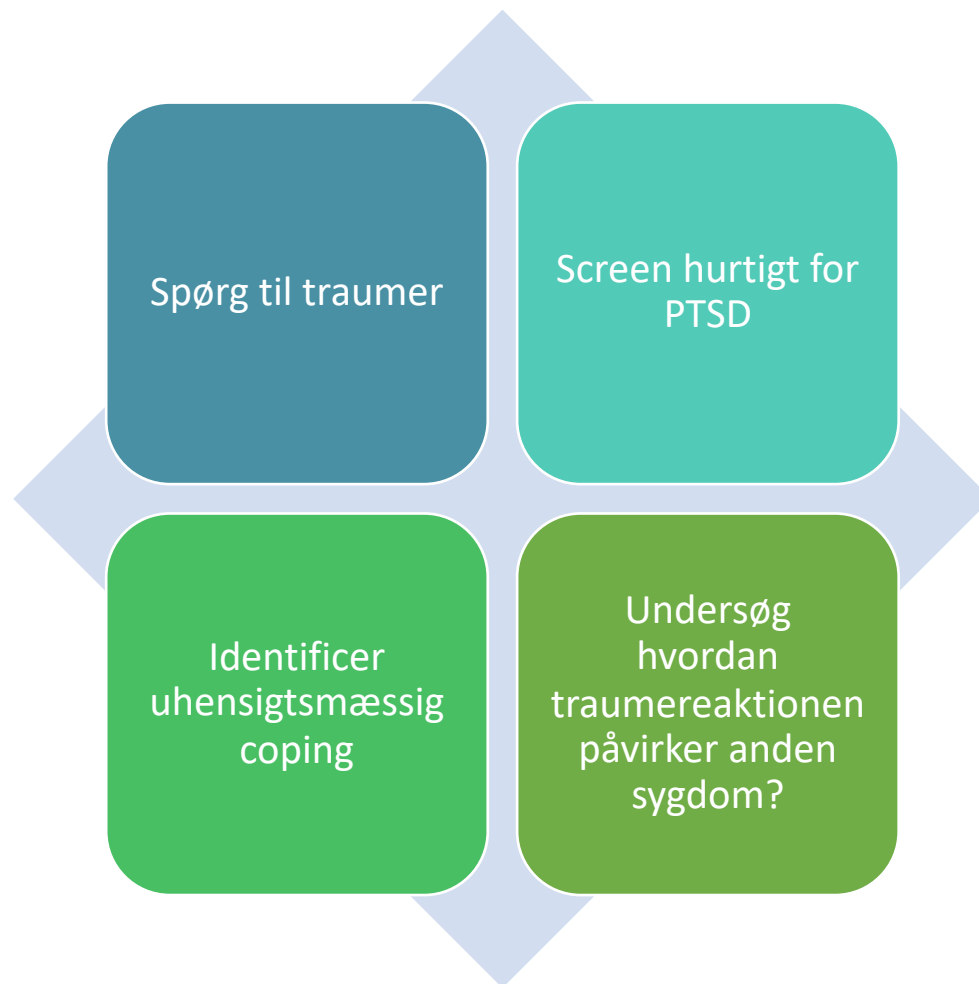 Spørg til traumer
Screen hurtigt for
PTSD
Identificer
uhensigtsmæssig
coping
Undersøg
hvordan
traumereaktionen
påvirker anden
sygdom?